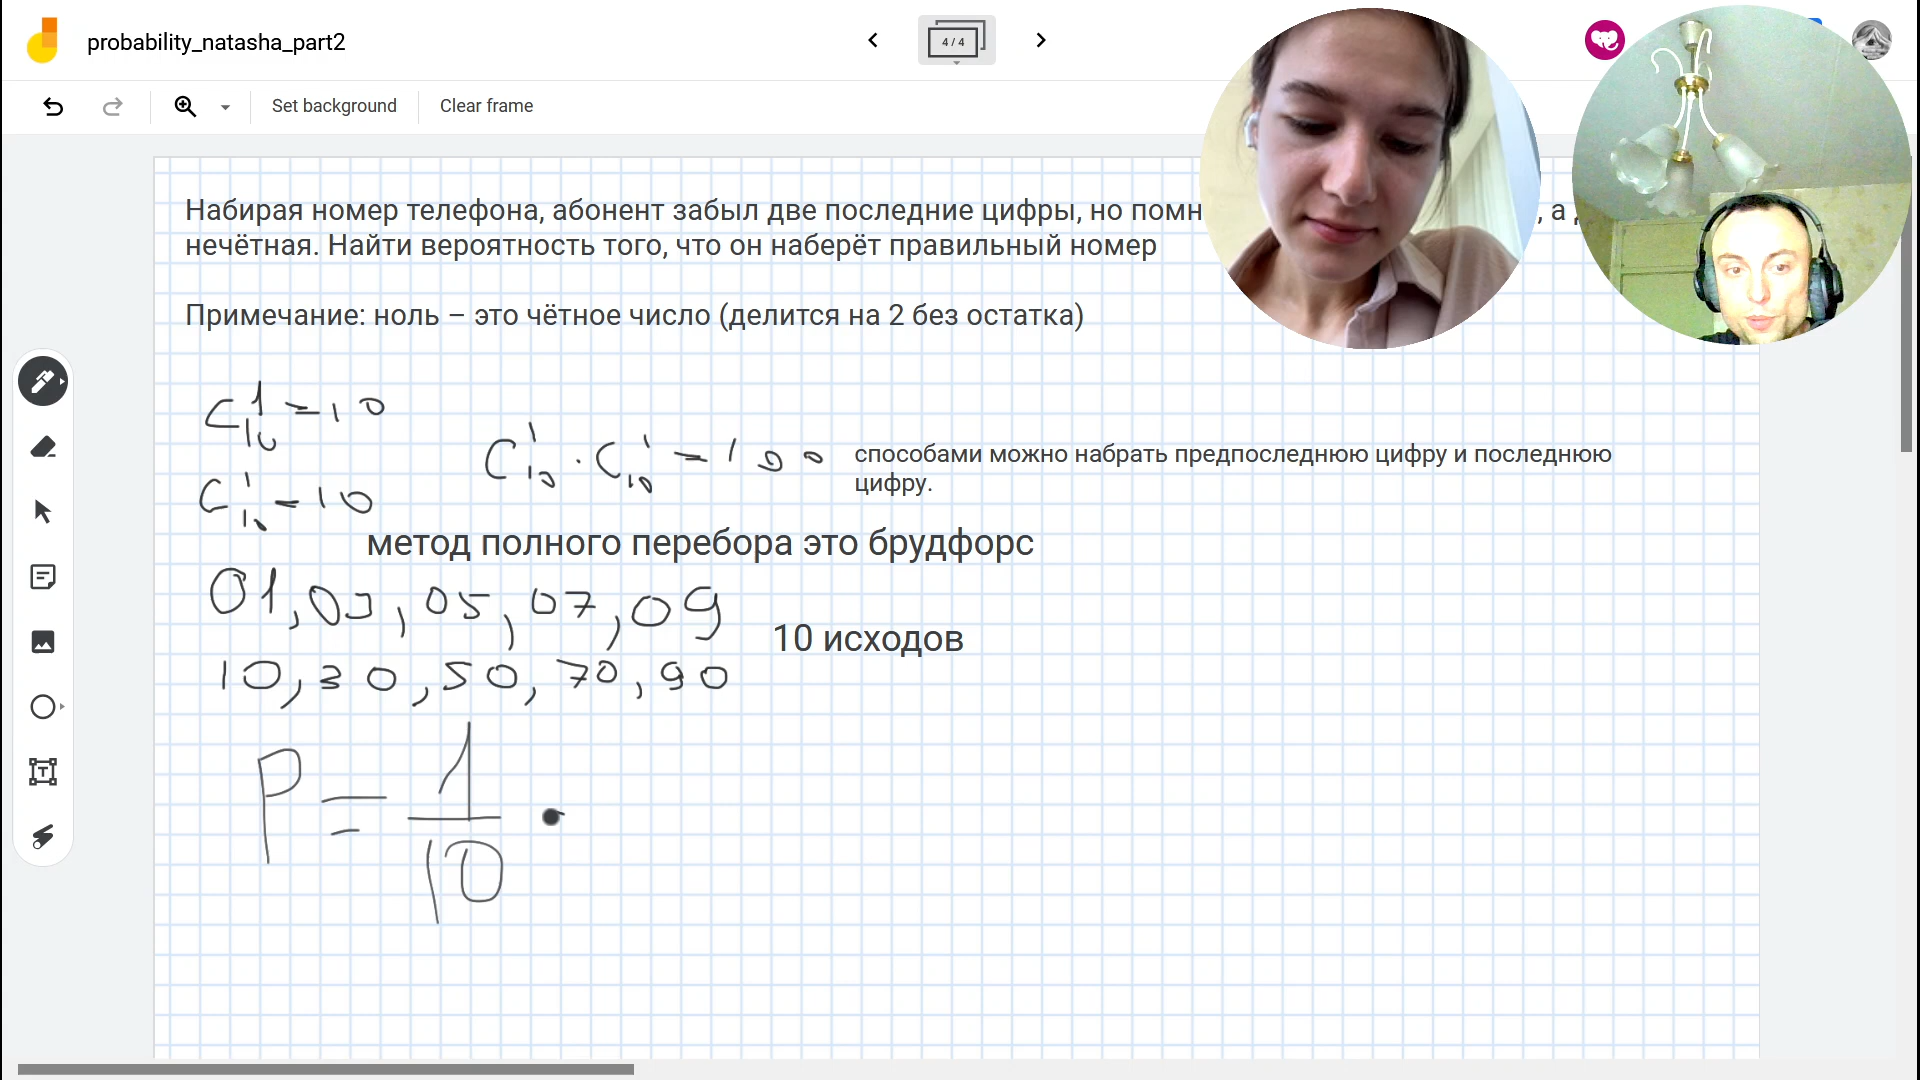 probability_natasha_part2
4 / 4
Set background
Clear frame
Набирая номер телефона, абонент забыл две последние цифры, но , а
нечётная. Найти вероятность того, что он наберёт правильный номер
Примечание: ноль – это чётное число (делится на 2 без остатка)
C¹₁₀ = 10
C¹₁₀ · C¹₁₀ = 100 способами можно набрать предпоследнюю цифру и последнюю
цифру.
C¹₁₀ = 10
метод полного перебора это брудфорс
01, 03, 05, 07, 09
10 исходов
10, 30, 50, 70, 90
P = 1/10 ·